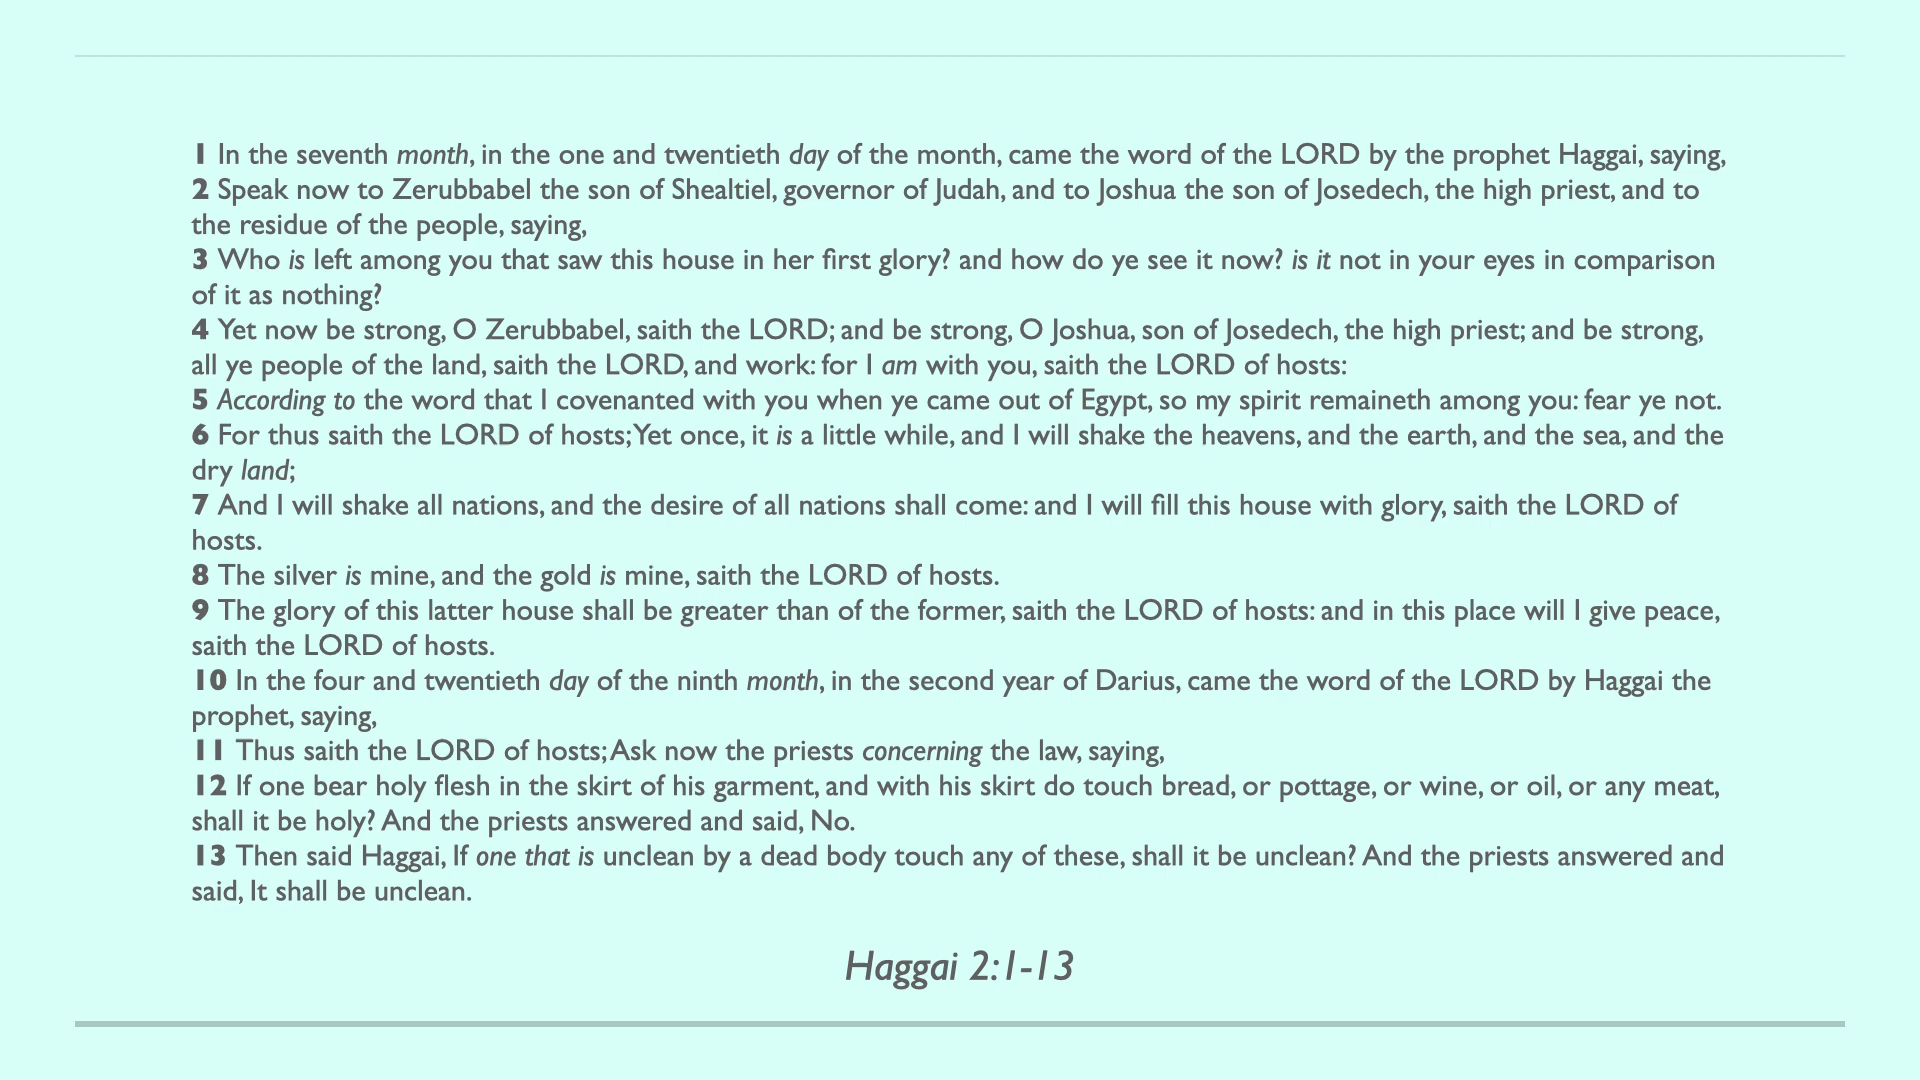 1 In the seventh month, in the one and twentieth day of the month, came the word of the LORD by the prophet Haggai, saying,
2 Speak now to Zerubbabel the son of Shealtiel, governor of Judah, and to Joshua the son of Josedech, the high priest, and to
the residue of the people, saying,
3 Who is left among you that saw this house in her first glory? and how do ye see it now? is it not in your eyes in comparison
of it as nothing?
4 Yet now be strong, O Zerubbabel, saith the LORD; and be strong, O Joshua, son of Josedech, the high priest; and be strong,
all ye people of the land, saith the LORD, and work: for I am with you, saith the LORD of hosts:
5 According to the word that I covenanted with you when ye came out of Egypt, so my spirit remaineth among you: fear ye not.
6 For thus saith the LORD of hosts; Yet once, it is a little while, and I will shake the heavens, and the earth, and the sea, and the
dry land;
7 And I will shake all nations, and the desire of all nations shall come: and I will fill this house with glory, saith the LORD of
hosts.
8 The silver is mine, and the gold is mine, saith the LORD of hosts.
9 The glory of this latter house shall be greater than of the former, saith the LORD of hosts: and in this place will I give peace,
saith the LORD of hosts.
10 In the four and twentieth day of the ninth month, in the second year of Darius, came the word of the LORD by Haggai the
prophet, saying,
11 Thus saith the LORD of hosts; Ask now the priests concerning the law, saying,
12 If one bear holy flesh in the skirt of his garment, and with his skirt do touch bread, or pottage, or wine, or oil, or any meat,
shall it be holy? And the priests answered and said, No.
13 Then said Haggai, If one that is unclean by a dead body touch any of these, shall it be unclean? And the priests answered and
said, It shall be unclean.
Haggai 2:1-13